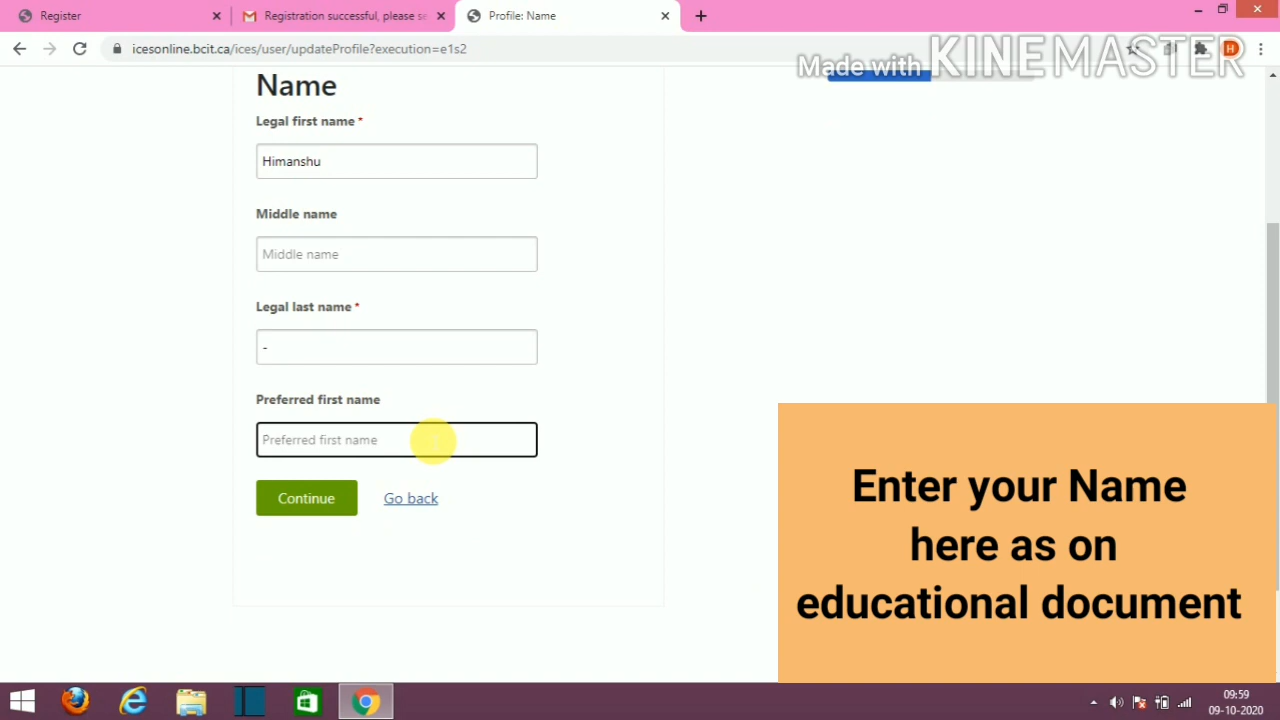 Register
Registration successful, please se
Profile: Name
icesonline.bcit.ca/ices/user/updateProfile?execution=e1s2
H
Made with KINEMASTER
Name
Legal first name *
Himanshu
Middle name
Middle name
Legal last name *
-
Preferred first name
Preferred first name
Continue
Go back
Enter your Name
here as on
educational document
09:59
09-10-2020